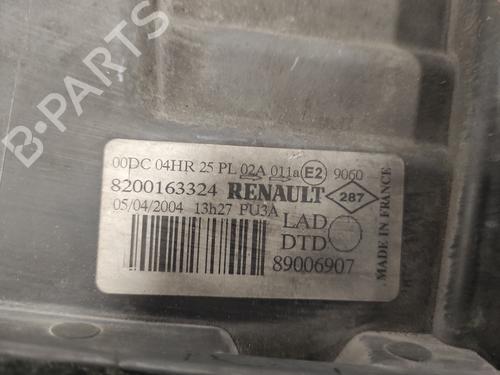 00DC 04HR 25 PL 02A 011a E2 9060
8200163324 RENAULT 287
05/04/2004 13h27 PU3A LAD
DTD
89006907
MADE IN FRANCE
B-PARTS